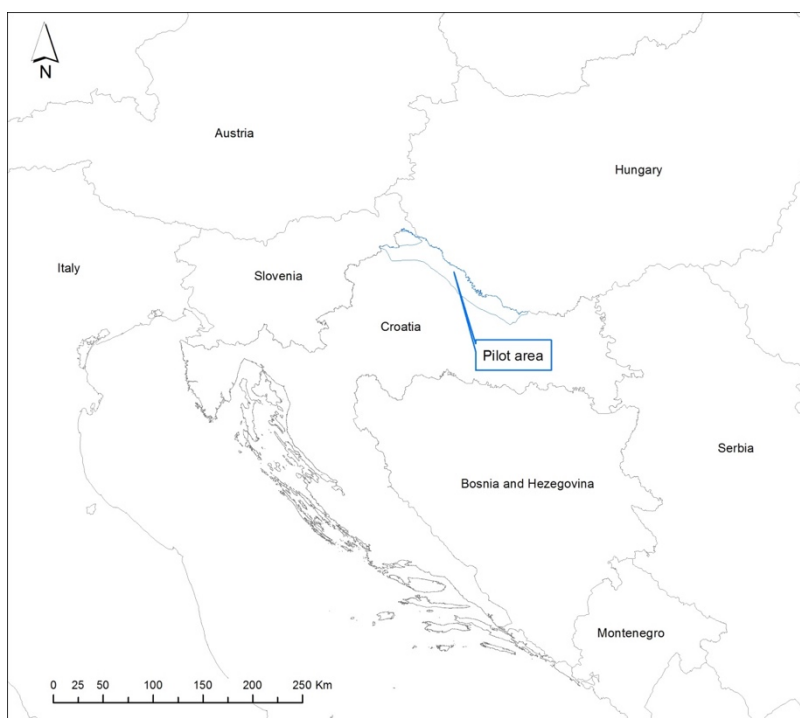 N
Austria
Hungary
Italy
Slovenia
Croatia
Pilot area
Serbia
Bosnia and Hezegovina
Montenegro
0 25 50 100 150 200 250 Km